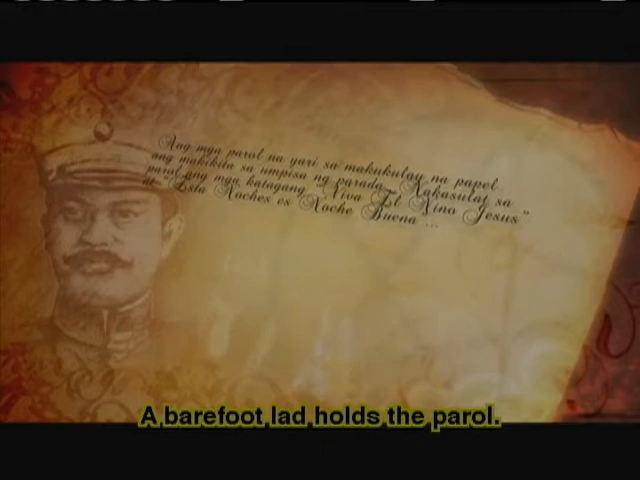 Ang mga parol na yari sa makukulay na papel
ang makikita sa umpisa ng parada. Nakasulat sa
parol ang mga katagang "Viva El Nino Jesus"
at "Esta Noches es Noche Buena ...
A barefoot lad holds the parol.